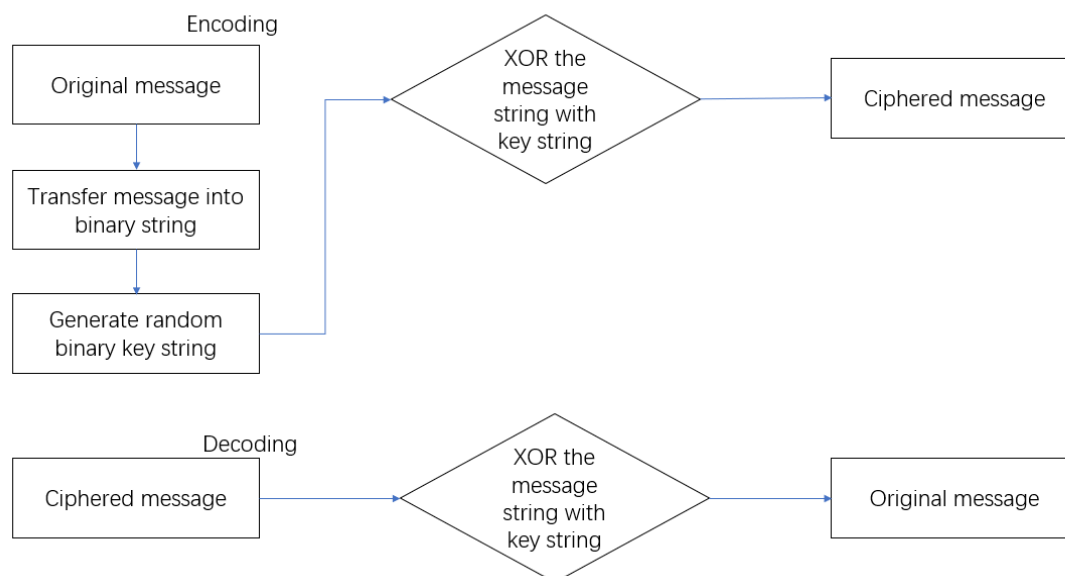 Encoding
Original message
Transfer message into
binary string
Generate random
binary key string
XOR the
message
string with
key string
Ciphered message
Decoding
Ciphered message
XOR the
message
string with
key string
Original message